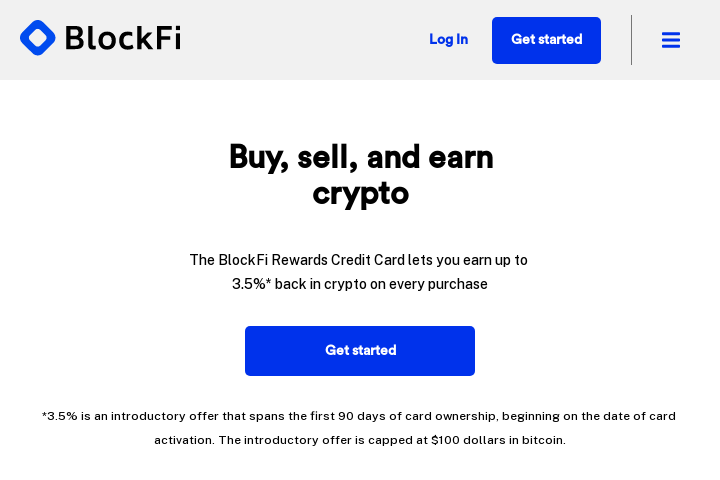 BlockFi
Log In
Get started
Buy, sell, and earn
crypto
The BlockFi Rewards Credit Card lets you earn up to
3.5%* back in crypto on every purchase
Get started
*3.5% is an introductory offer that spans the first 90 days of card ownership, beginning on the date of card
activation. The introductory offer is capped at $100 dollars in bitcoin.